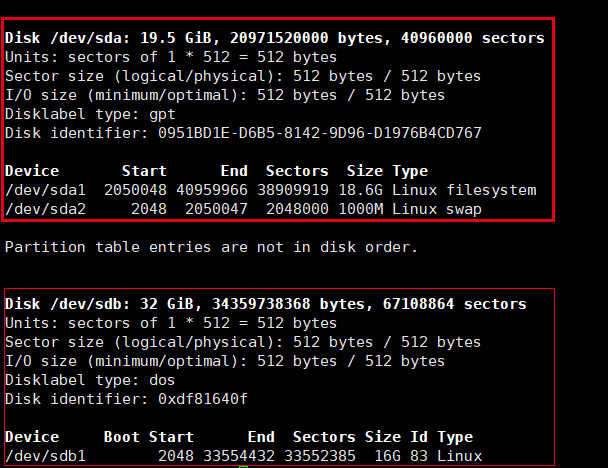 Disk /dev/sda: 19.5 GiB, 20971520000 bytes, 40960000 sectors
Units: sectors of 1 * 512 = 512 bytes
Sector size (logical/physical): 512 bytes / 512 bytes
I/O size (minimum/optimal): 512 bytes / 512 bytes
Disklabel type: gpt
Disk identifier: 0951BD1E-D6B5-8142-9D96-D1976B4CD767
Device Start End Sectors Size Type
/dev/sda1 2050048 40959966 38909919 18.6G Linux filesystem
/dev/sda2 2048 2050047 2048000 1000M Linux swap
Partition table entries are not in disk order.
Disk /dev/sdb: 32 GiB, 34359738368 bytes, 67108864 sectors
Units: sectors of 1 * 512 = 512 bytes
Sector size (logical/physical): 512 bytes / 512 bytes
I/O size (minimum/optimal): 512 bytes / 512 bytes
Disklabel type: dos
Disk identifier: 0xdf81640f
Device Boot Start End Sectors Size Id Type
/dev/sdb1 2048 33554432 33552385 16G 83 Linux